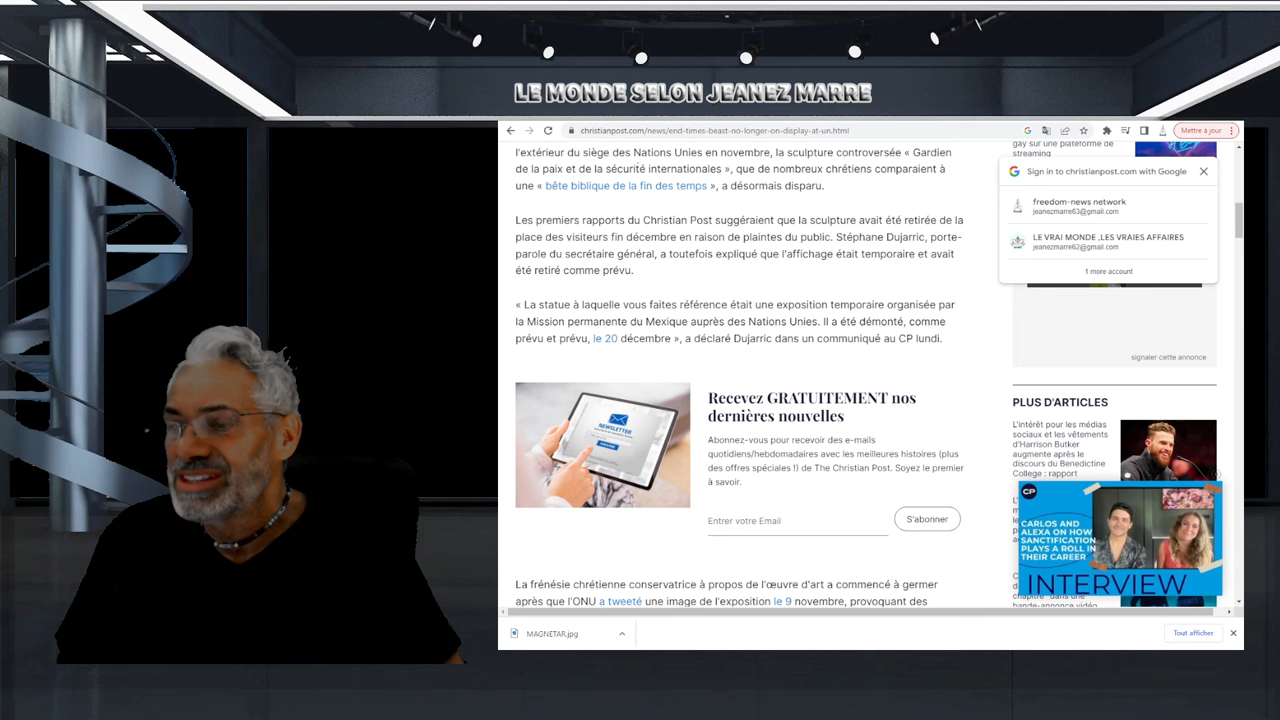 LE MONDE SELON JEANEZ MARRE
christianpost.com/news/end-times-beast-no-longer-on-display-at-un.html
Mettre à jour
l'extérieur du siège des Nations Unies en novembre, la sculpture controversée « Gardien
de la paix et de la sécurité internationales », que de nombreux chrétiens comparaient à
une « bête biblique de la fin des temps », a désormais disparu.
Les premiers rapports du Christian Post suggéraient que la sculpture avait été retirée de la
place des visiteurs fin décembre en raison de plaintes du public. Stéphane Dujarric, porte-
parole du secrétaire général, a toutefois expliqué que l'affichage était temporaire et avait
été retiré comme prévu.
« La statue à laquelle vous faites référence était une exposition temporaire organisée par
la Mission permanente du Mexique auprès des Nations Unies. Il a été démonté, comme
prévu et prévu, le 20 décembre », a déclaré Dujarric dans un communiqué au CP lundi.
NEWSLETTER
Recevez GRATUITEMENT nos
dernières nouvelles
Abonnez-vous pour recevoir des e-mails
quotidiens/hebdomadaires avec les meilleures histoires (plus
des offres spéciales !) de The Christian Post. Soyez le premier
à savoir.
Entrer votre Email
S'abonner
La frénésie chrétienne conservatrice à propos de l'œuvre d'art a commencé à germer
après que l'ONU a tweeté une image de l'exposition le 9 novembre, provoquant des
gay sur une plateforme de
streaming
Sign in to christianpost.com with Google
freedom-news network
jeanezmarre63@gmail.com
LE VRAI MONDE ,LES VRAIES AFFAIRES
jeanezmarre62@gmail.com
1 more account
signaler cette annonce
PLUS D'ARTICLES
L'intérêt pour les médias
sociaux et les vêtements
d'Harrison Butker
augmente après le
discours du Benedictine
College : rapport
CP
CARLOS AND
ALEXA ON HOW
SANCTIFICATION
PLAYS A ROLL IN
THEIR CAREER
INTERVIEW
bande-annonce vidéo
MAGNETAR.jpg
Tout afficher